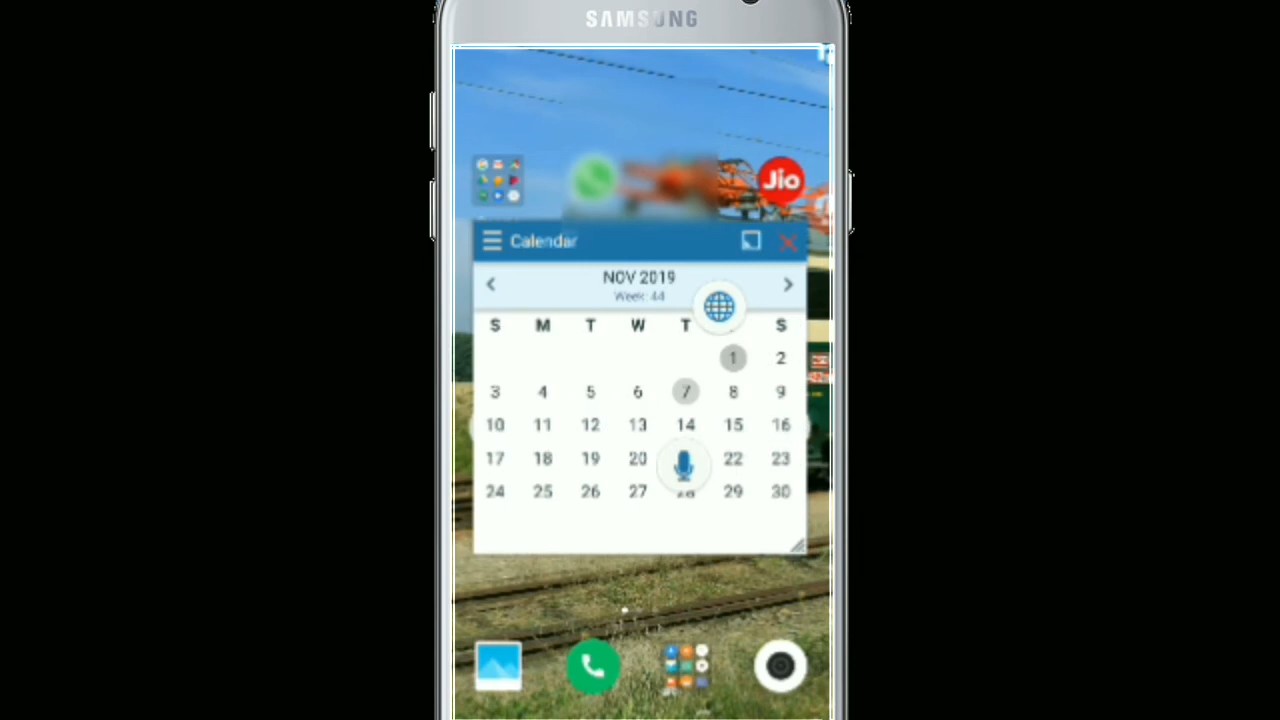 SAMSUNG
Jio
Calendar
NOV 2019
Week: 44
S M T W T S
1 2
3 4 5 6 7 8 9
10 11 12 13 14 15 16
17 18 19 20 22 23
24 25 26 27 28 29 30